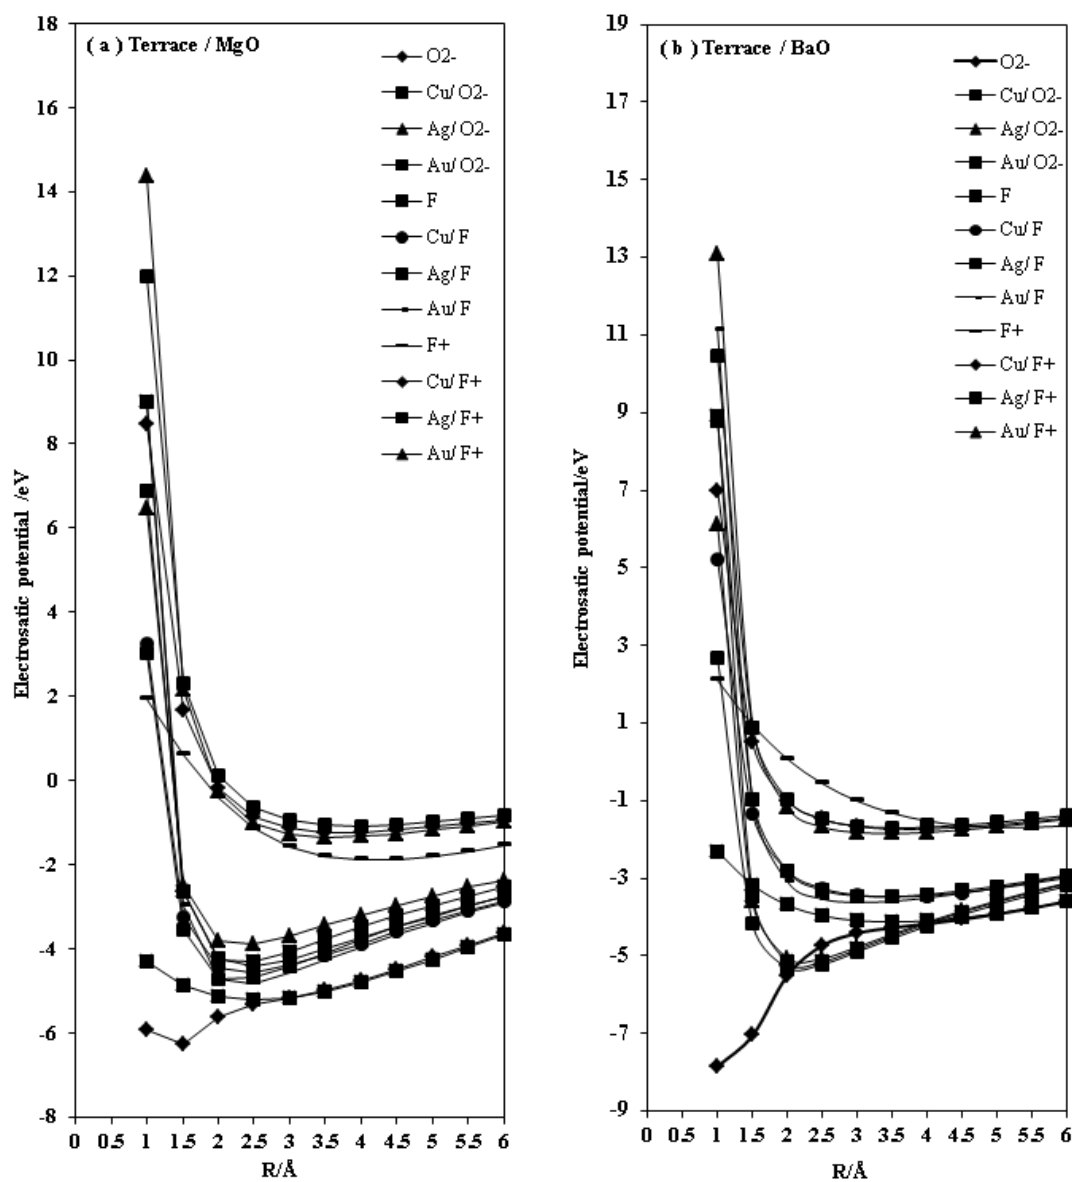 ( a ) Terrace / MgO
O2-
Cu/ O2-
Ag/ O2-
Au/ O2-
F
Cu/ F
Ag/ F
Au/ F
F+
Cu/ F+
Ag/ F+
Au/ F+
Electrosatic potential /eV
18
16
14
12
10
8
6
4
2
0
-2
-4
-6
-8
0 0.5 1 1.5 2 2.5 3 3.5 4 4.5 5 5.5 6
R/Å
( b ) Terrace / BaO
O2-
Cu/ O2-
Ag/ O2-
Au/ O2-
F
Cu/ F
Ag/ F
Au/ F
F+
Cu/ F+
Ag/ F+
Au/ F+
Electrosatic potential/eV
19
17
15
13
11
9
7
5
3
1
-1
-3
-5
-7
-9
0 0.5 1 1.5 2 2.5 3 3.5 4 4.5 5 5.5 6
R/Å